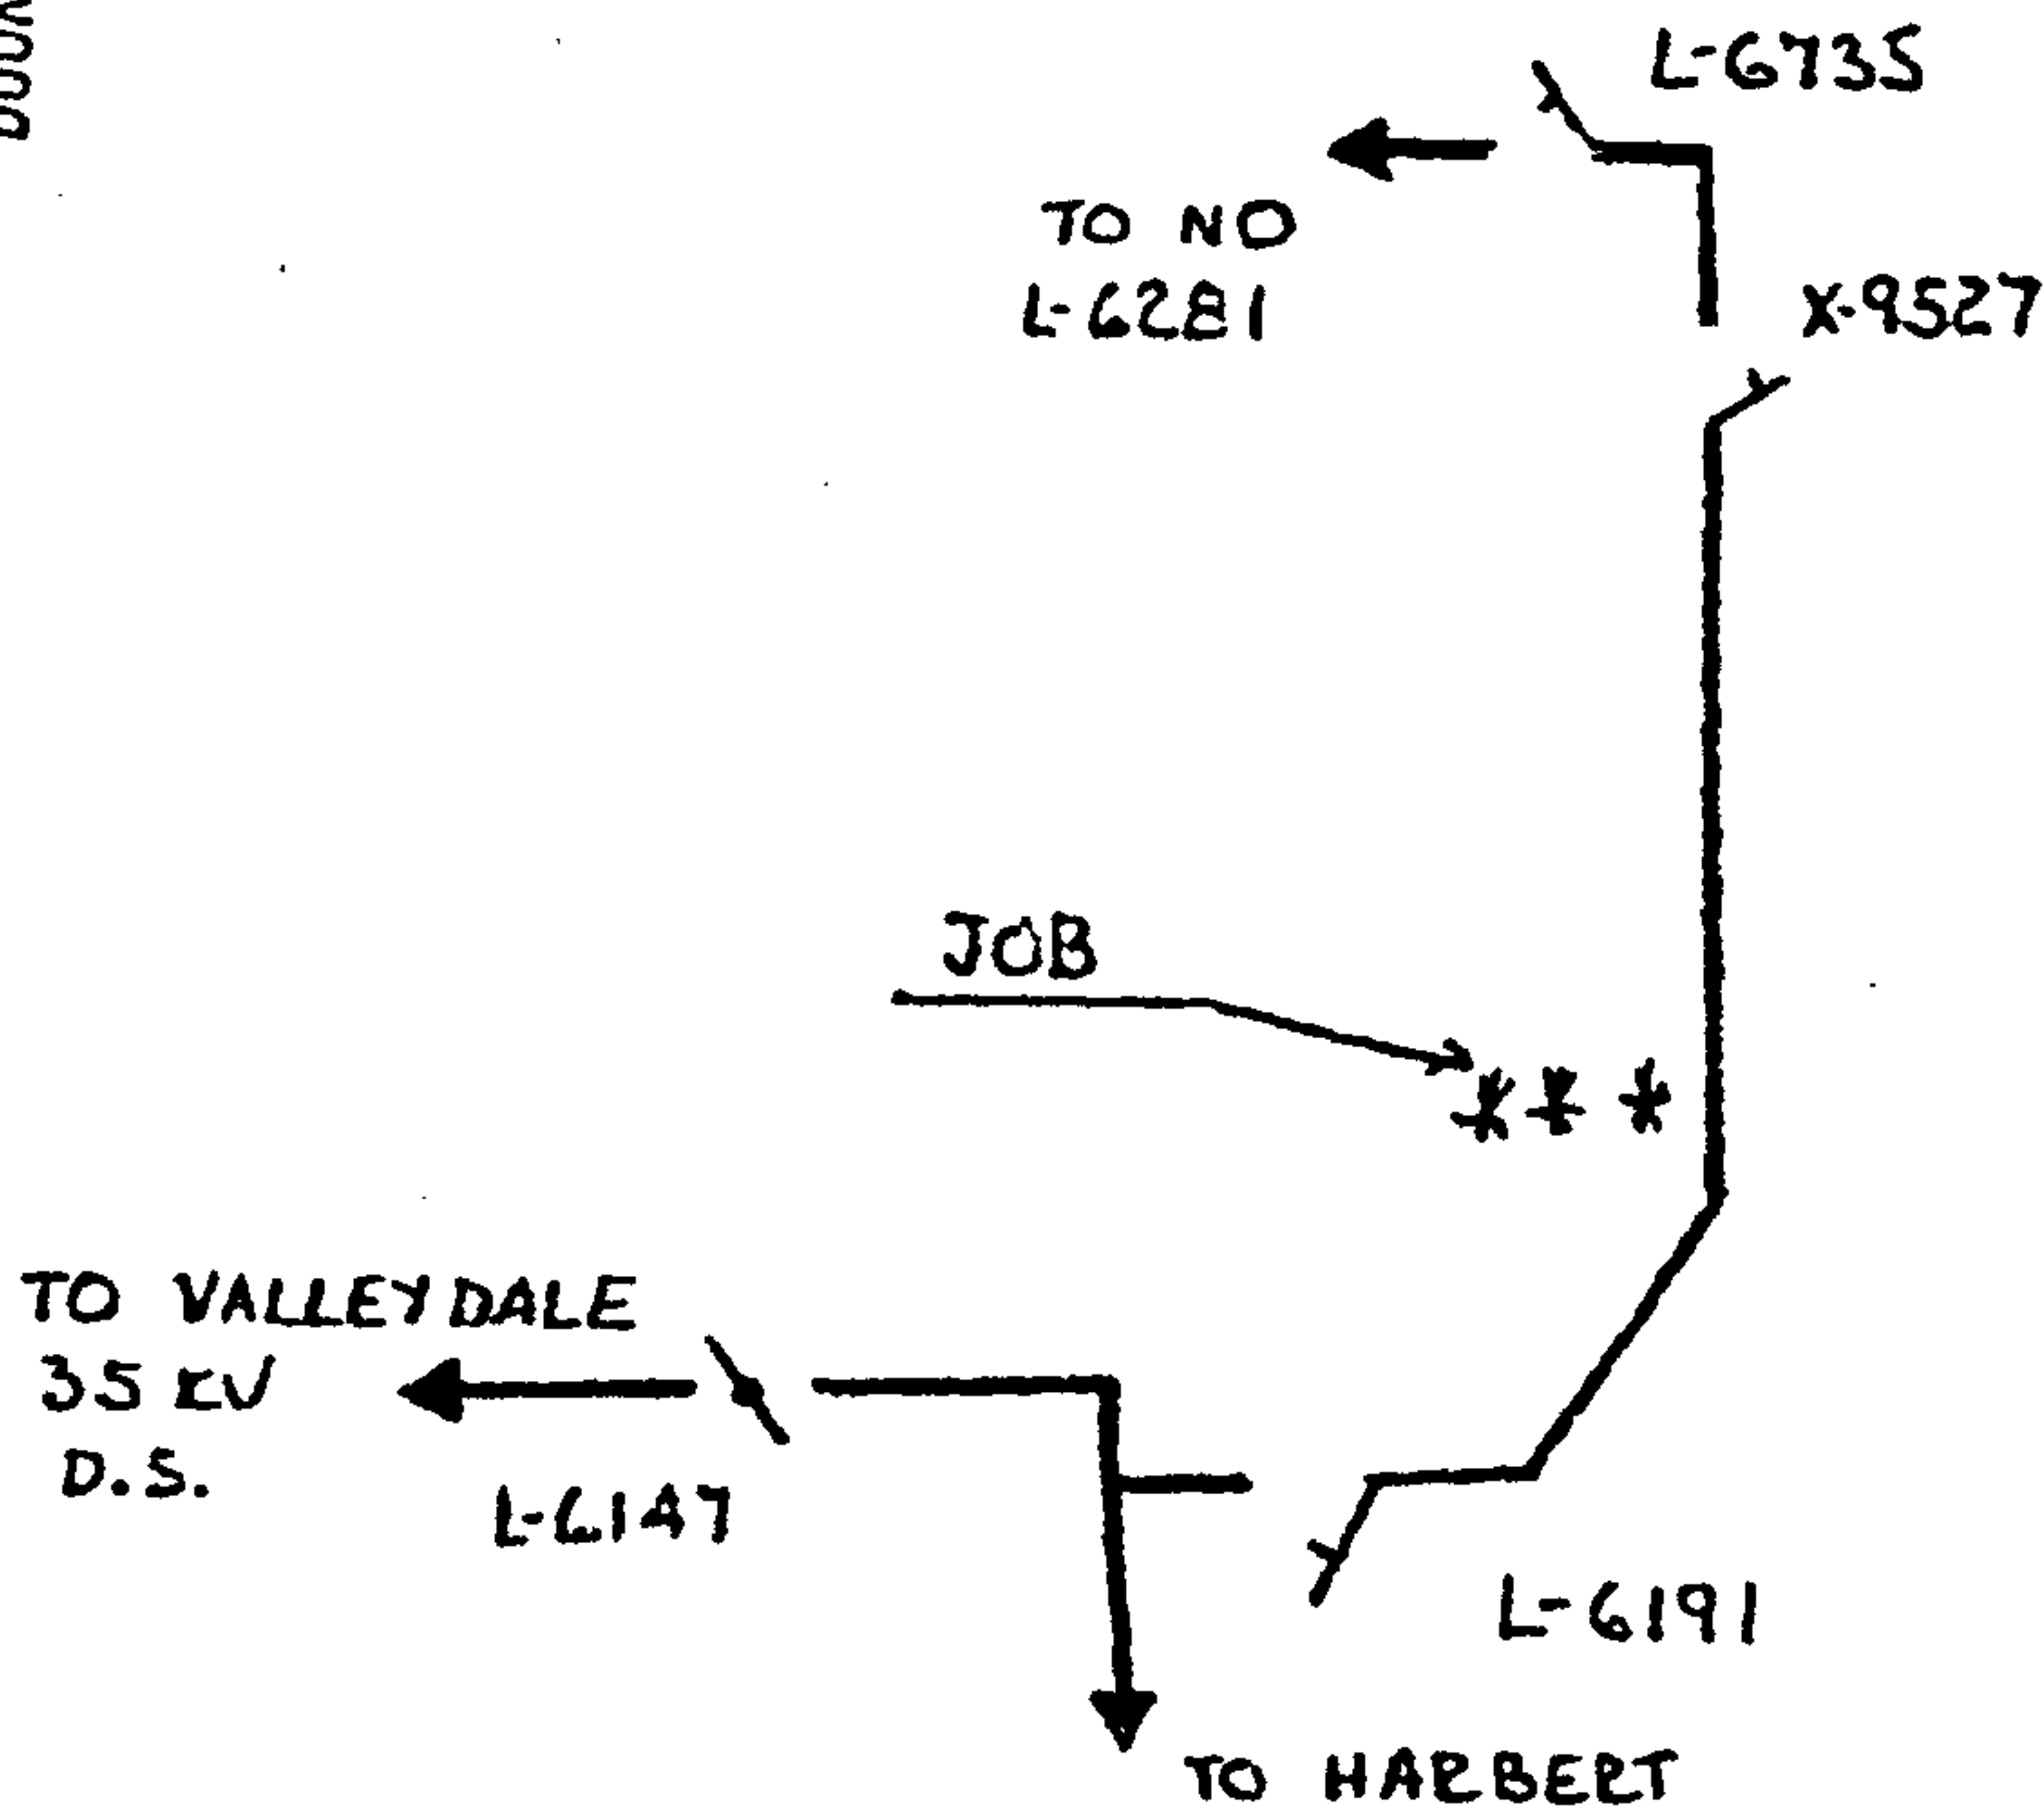 L-6735
TO NO
L-6281
X-9527
JOB
*** 
TO VALLEYDALE
35 KV
D.S.
L-6147
L-6191
TO HARBERT